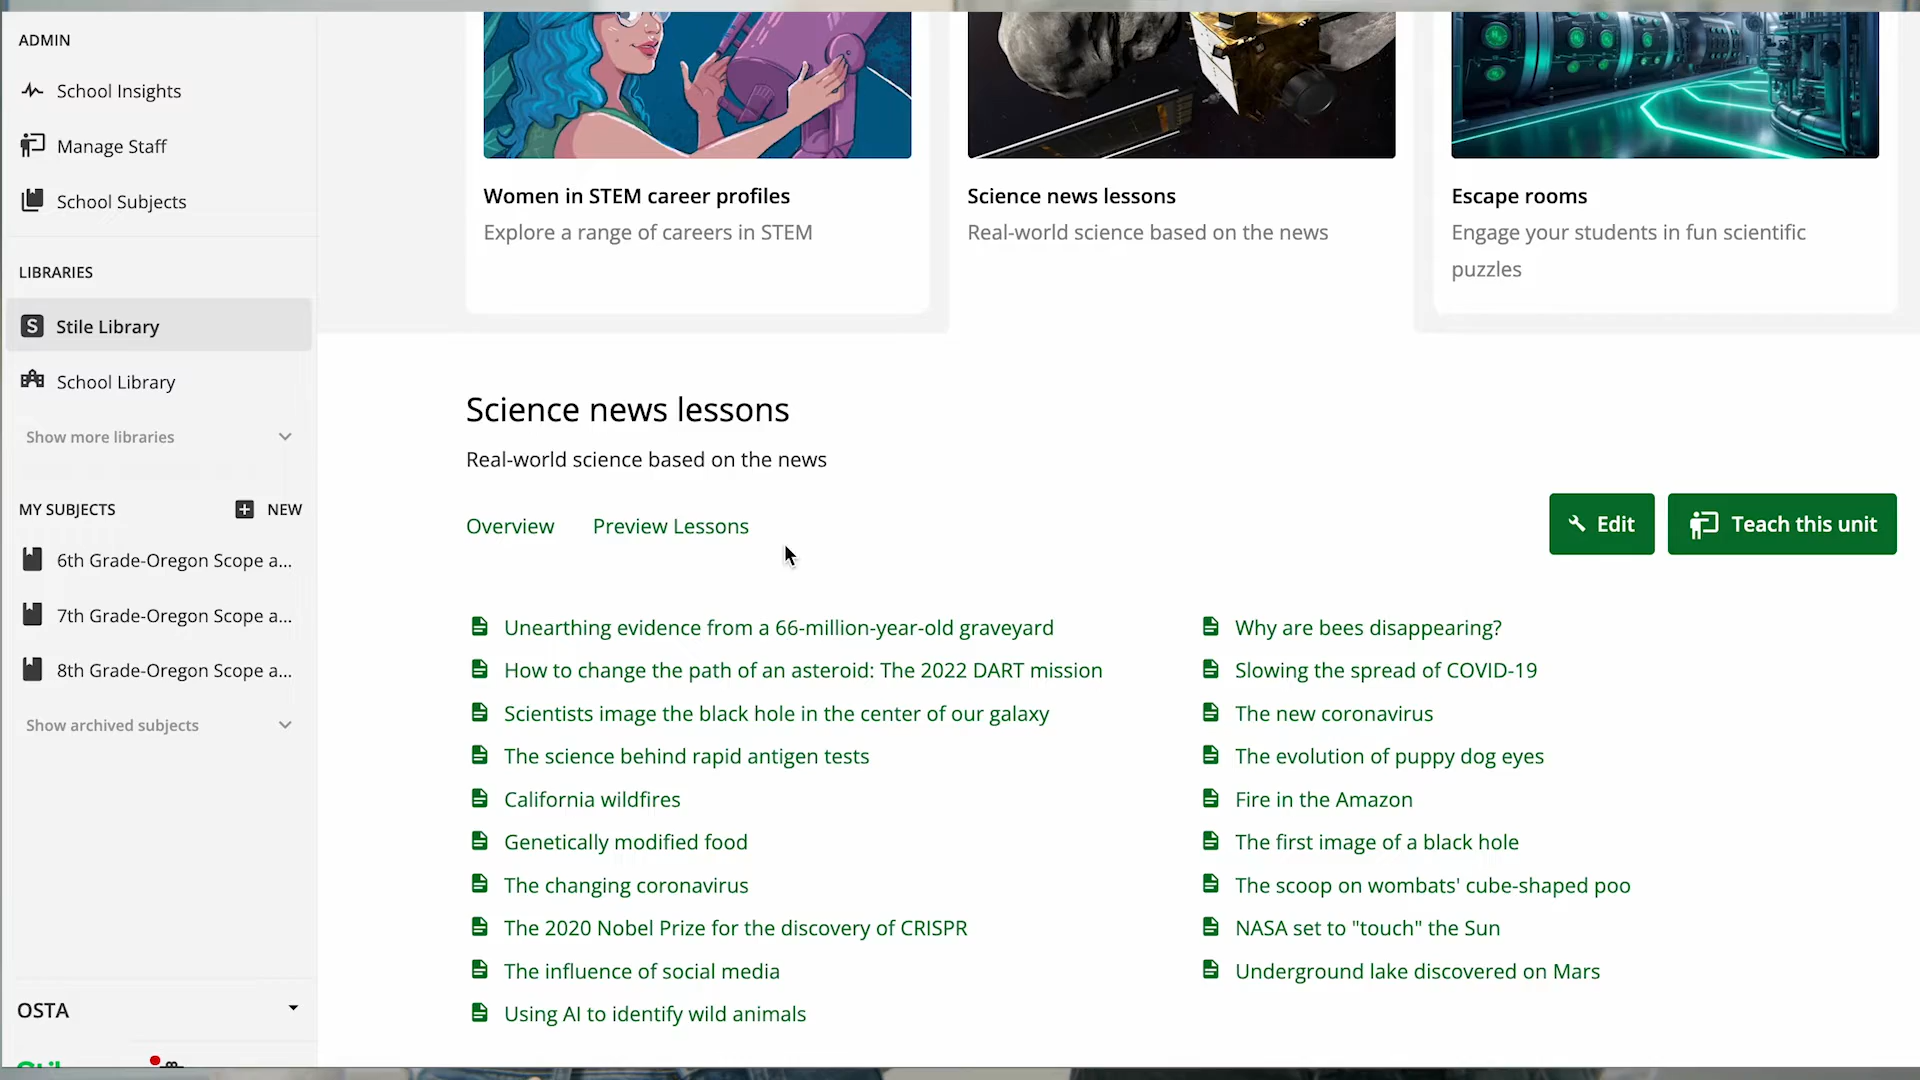 ADMIN
School Insights
Manage Staff
School Subjects
LIBRARIES
S Stile Library
School Library
Show more libraries
MY SUBJECTS NEW
6th Grade-Oregon Scope a...
7th Grade-Oregon Scope a...
8th Grade-Oregon Scope a...
Show archived subjects
OSTA
Women in STEM career profiles
Explore a range of careers in STEM
Science news lessons
Real-world science based on the news
Escape rooms
Engage your students in fun scientific
puzzles
Science news lessons
Real-world science based on the news
Overview Preview Lessons
Edit Teach this unit
Unearthing evidence from a 66-million-year-old graveyard
How to change the path of an asteroid: The 2022 DART mission
Scientists image the black hole in the center of our galaxy
The science behind rapid antigen tests
California wildfires
Genetically modified food
The changing coronavirus
The 2020 Nobel Prize for the discovery of CRISPR
The influence of social media
Using AI to identify wild animals
Why are bees disappearing?
Slowing the spread of COVID-19
The new coronavirus
The evolution of puppy dog eyes
Fire in the Amazon
The first image of a black hole
The scoop on wombats' cube-shaped poo
NASA set to "touch" the Sun
Underground lake discovered on Mars